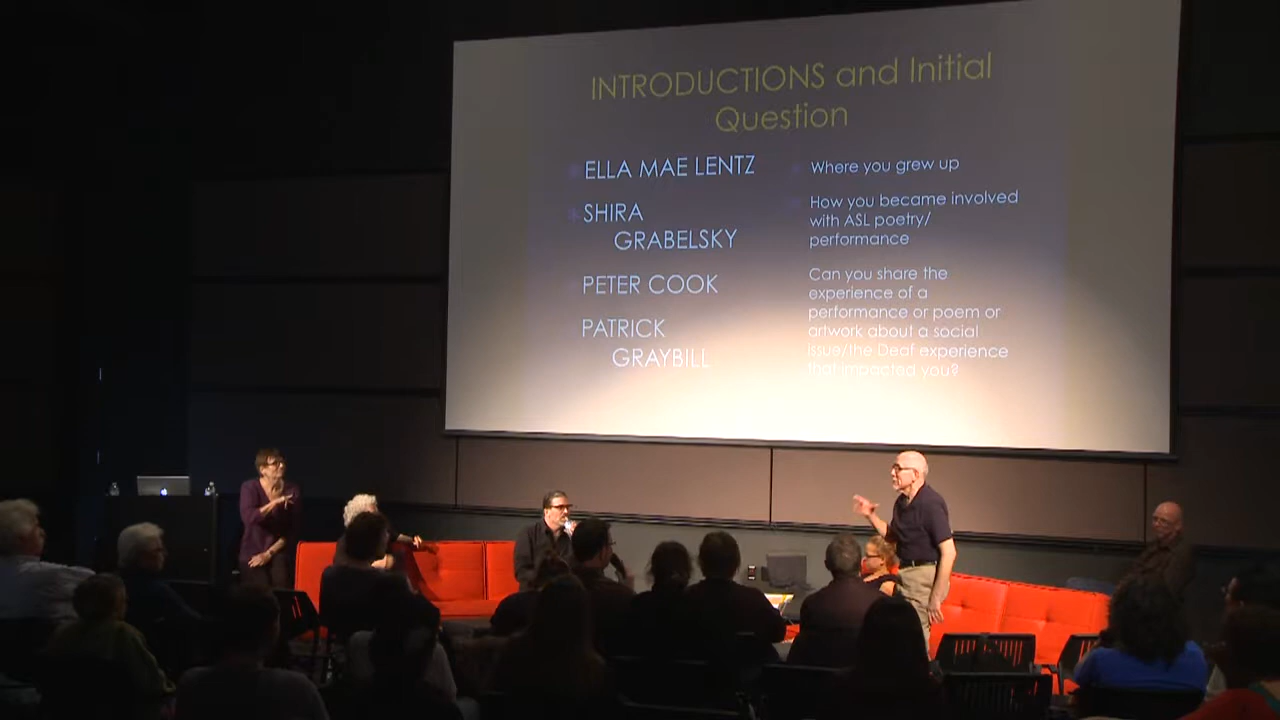 INTRODUCTIONS and Initial
Question
ELLA MAE LENTZ
SHIRA
GRABELSKY
PETER COOK
PATRICK
GRAYBILL
Where you grew up
How you became involved
with ASL poetry/
performance
Can you share the
experience of a
performance or poem or
artwork about a social
issue/the Deaf experience
that impacted you?